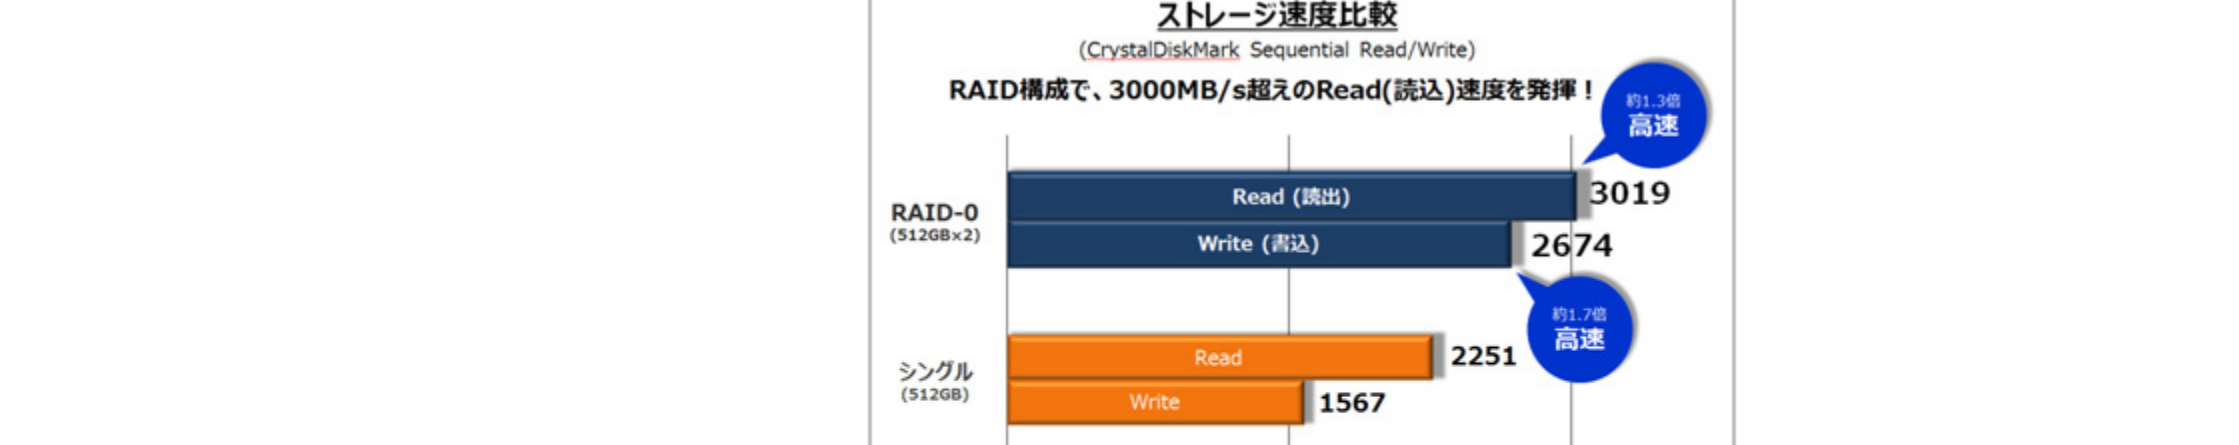 ストレージ速度比較
(CrystalDiskMark Sequential Read/Write)
RAID構成で、3000MB/s超えのRead(読込)速度を発揮！
約1.3倍
高速
RAID-0
(512GB×2)
Read (読出)
3019
Write (書込)
2674
約1.7倍
高速
シングル
(512GB)
Read
2251
Write
1567